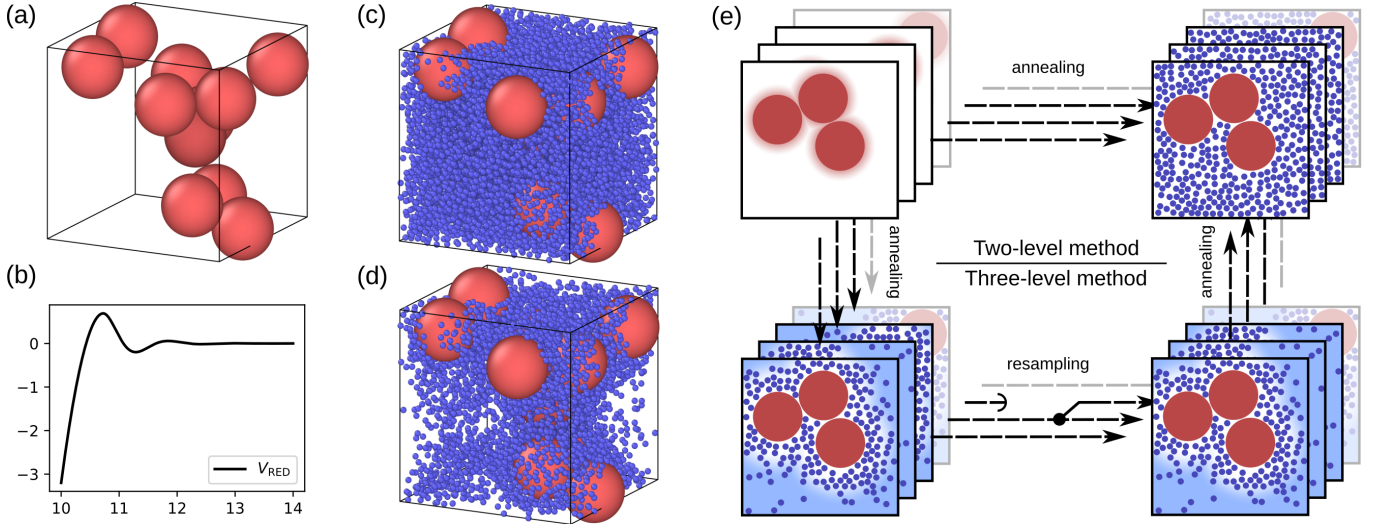 (a)
(b)
0
−1
−2
−3
V_RED
10 11 12 13 14
(c)
(d)
(e)
annealing
annealing
Two-level method
Three-level method
annealing
resampling